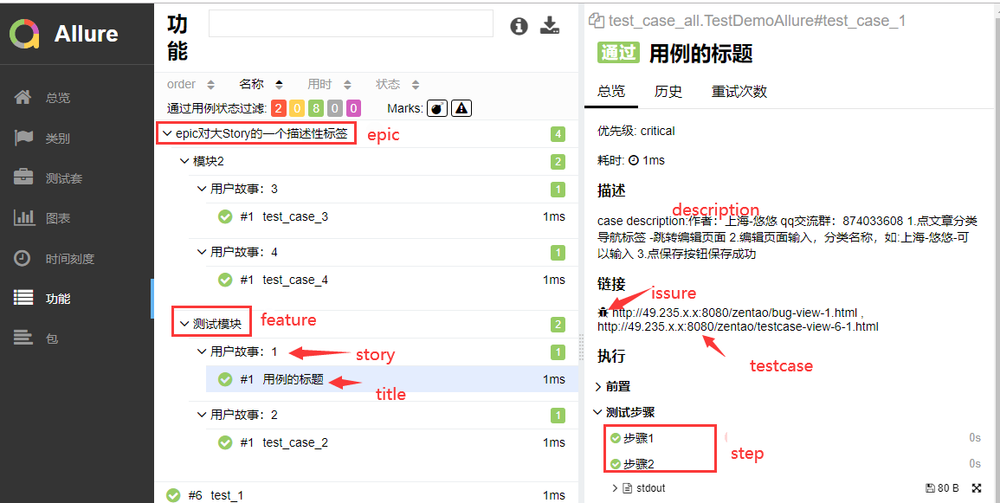 Allure
总览
类别
测试套
图表
时间刻度
功能
包
功
能
order 名称 用时 状态
通过用例状态过滤: 2 0 8 0 0 Marks:
epic对大Story的一个描述性标签 4
epic
模块2 2
用户故事：3 1
#1 test_case_3 1ms
用户故事：4 1
#1 test_case_4 1ms
测试模块 2
feature
用户故事：1 1
story
#1 用例的标题 1ms
title
用户故事：2 1
#1 test_case_2 1ms
#6 test_1 1ms
test_case_all.TestDemoAllure#test_case_1
通过 用例的标题
总览 历史 重试次数
优先级: critical
耗时: 1ms
描述
description
case description:作者：上海-悠悠 qq交流群：874033608 1.点文章分类
导航标签 -跳转编辑页面 2.编辑页面输入，分类名称，如:上海-悠悠-可
以输入 3.点保存按钮保存成功
链接
issure
http://49.235.x.x:8080/zentao/bug-view-1.html ,
http://49.235.x.x:8080/zentao/testcase-view-6-1.html
testcase
执行
前置
测试步骤
步骤1 0s
step
步骤2 0s
stdout 80 B